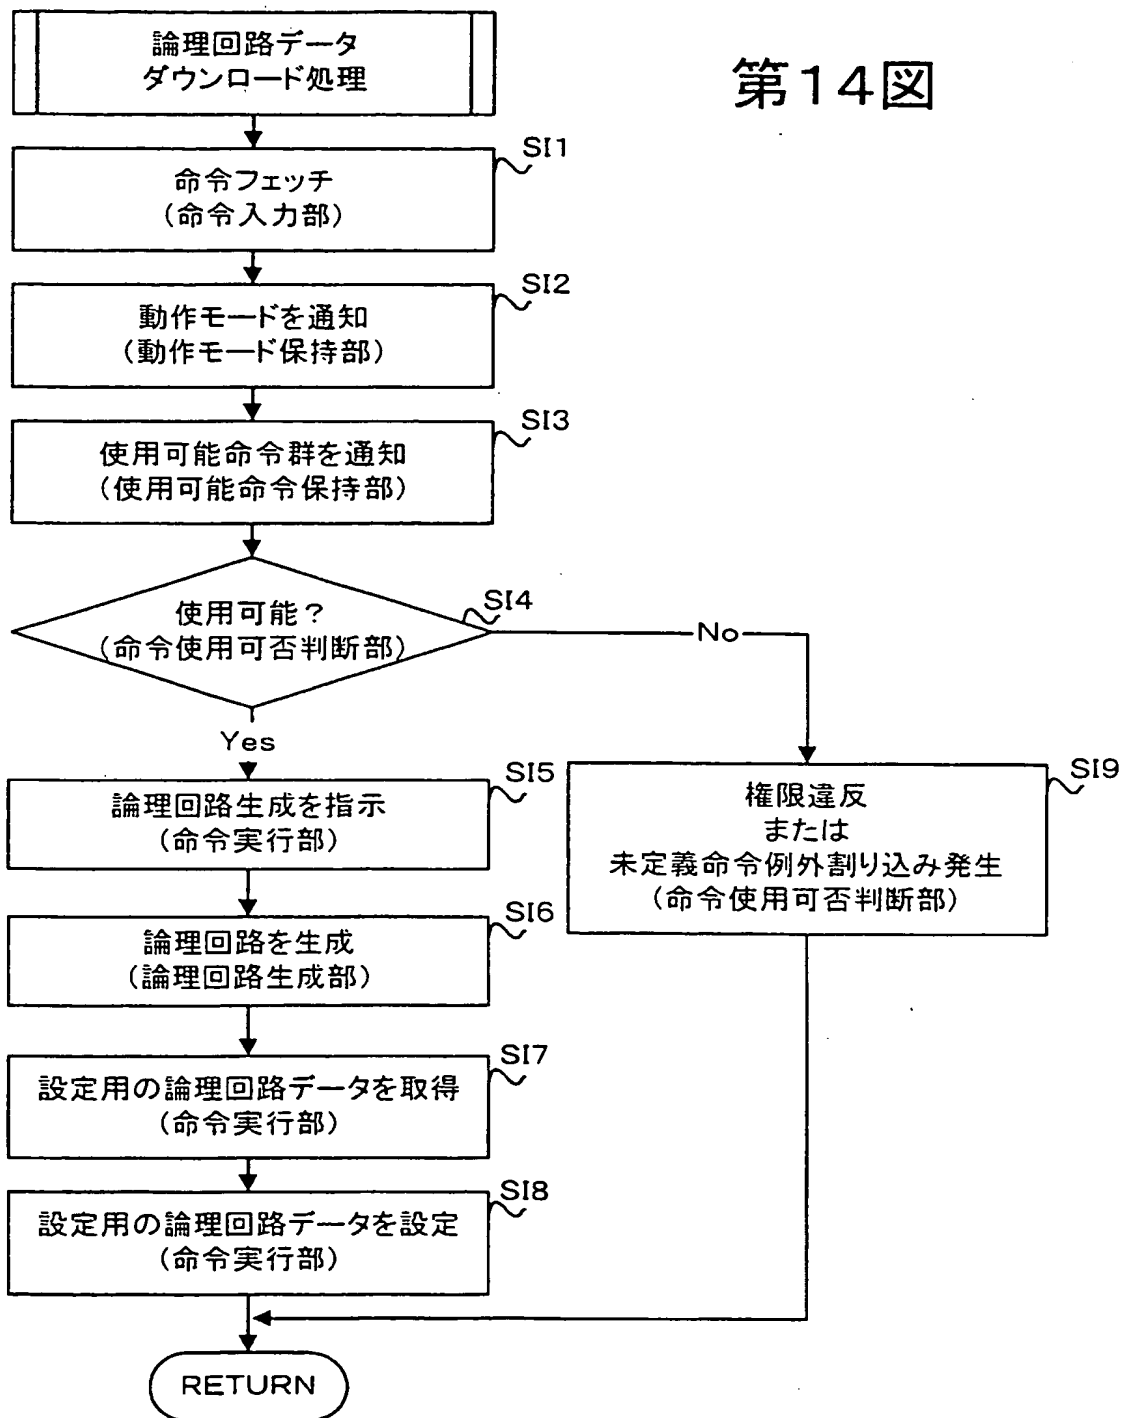 論理回路データ
ダウンロード処理
第14図
SI1
命令フェッチ
(命令入力部)
SI2
動作モードを通知
(動作モード保持部)
SI3
使用可能命令群を通知
(使用可能命令保持部)
SI4
使用可能?
(命令使用可否判断部)
No
Yes
SI5
論理回路生成を指示
(命令実行部)
SI9
権限違反
または
未定義命令例外割り込み発生
(命令使用可否判断部)
SI6
論理回路を生成
(論理回路生成部)
SI7
設定用の論理回路データを取得
(命令実行部)
SI8
設定用の論理回路データを設定
(命令実行部)
RETURN